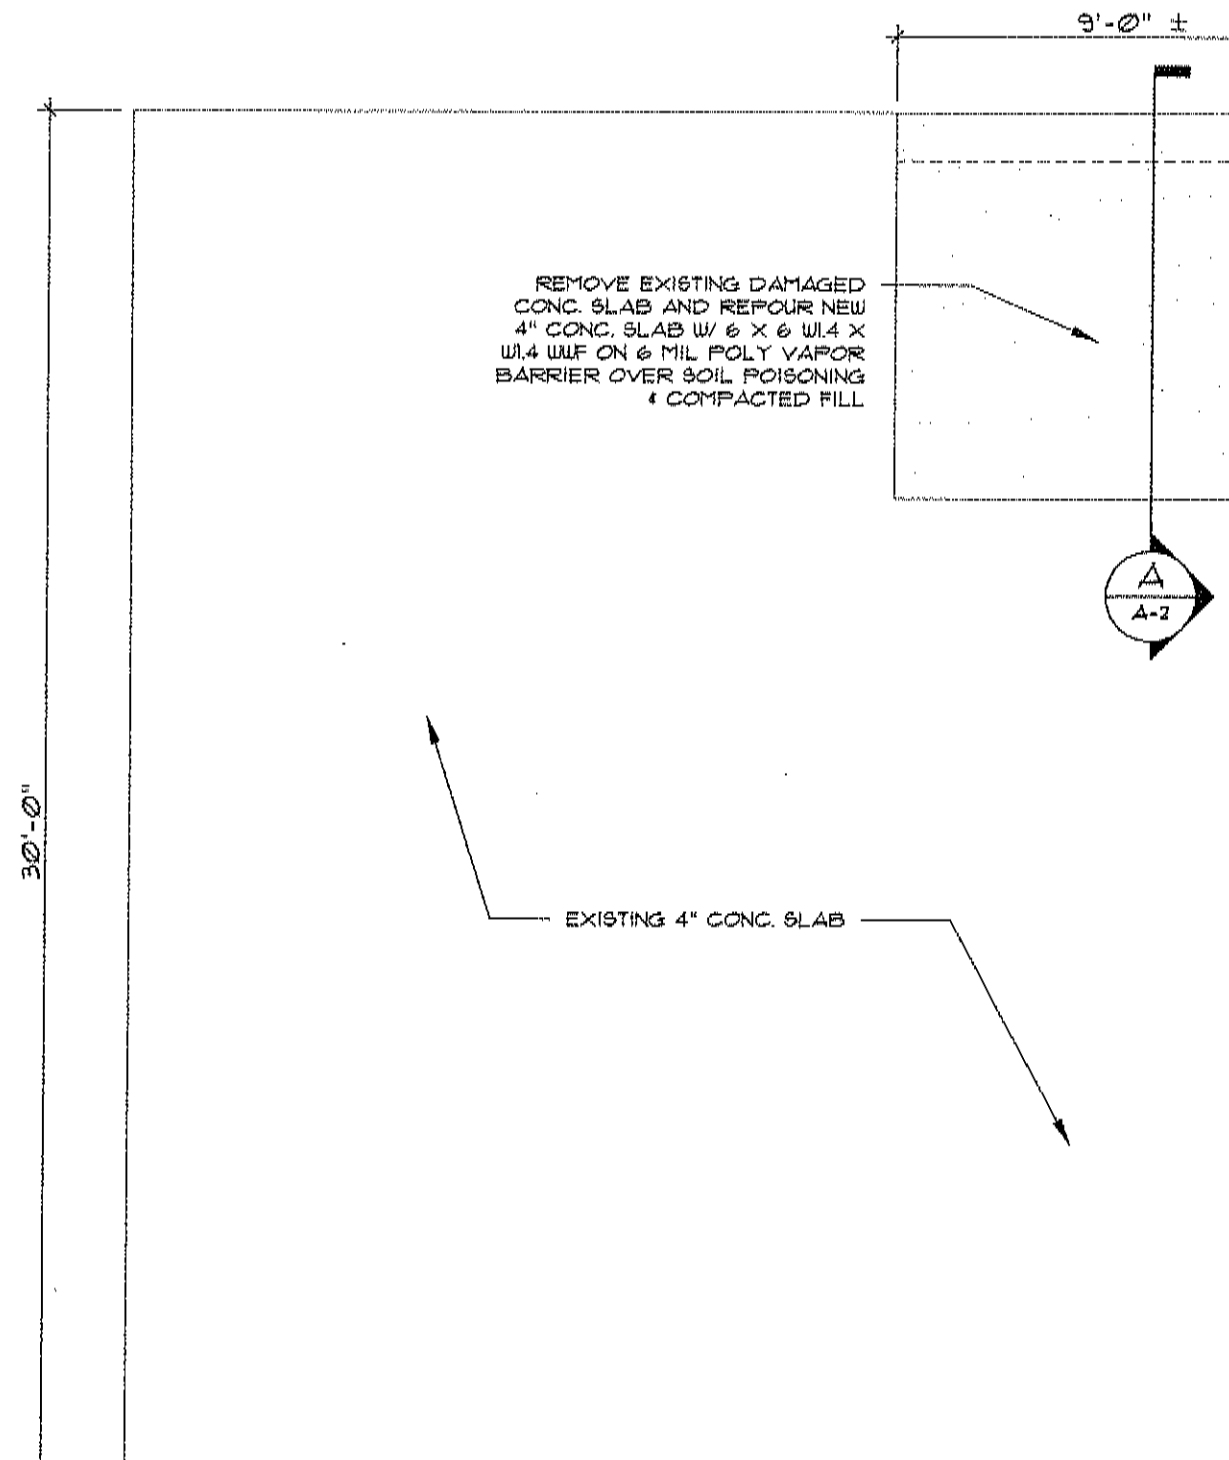 9'-0" ±
REMOVE EXISTING DAMAGED
CONC. SLAB AND REPOUR NEW
4" CONC. SLAB W/ 6 X 6 W1.4 X
W1.4 WWF ON 6 MIL POLY VAPOR
BARRIER OVER SOIL POISONING
& COMPACTED FILL
A
A-2
30'-0"
EXISTING 4" CONC. SLAB